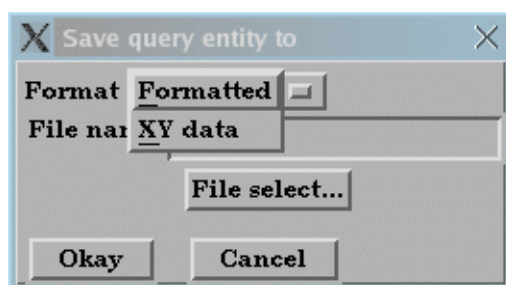 Save query entity to
Format Formatted
File nar XY data
File select...
Okay Cancel